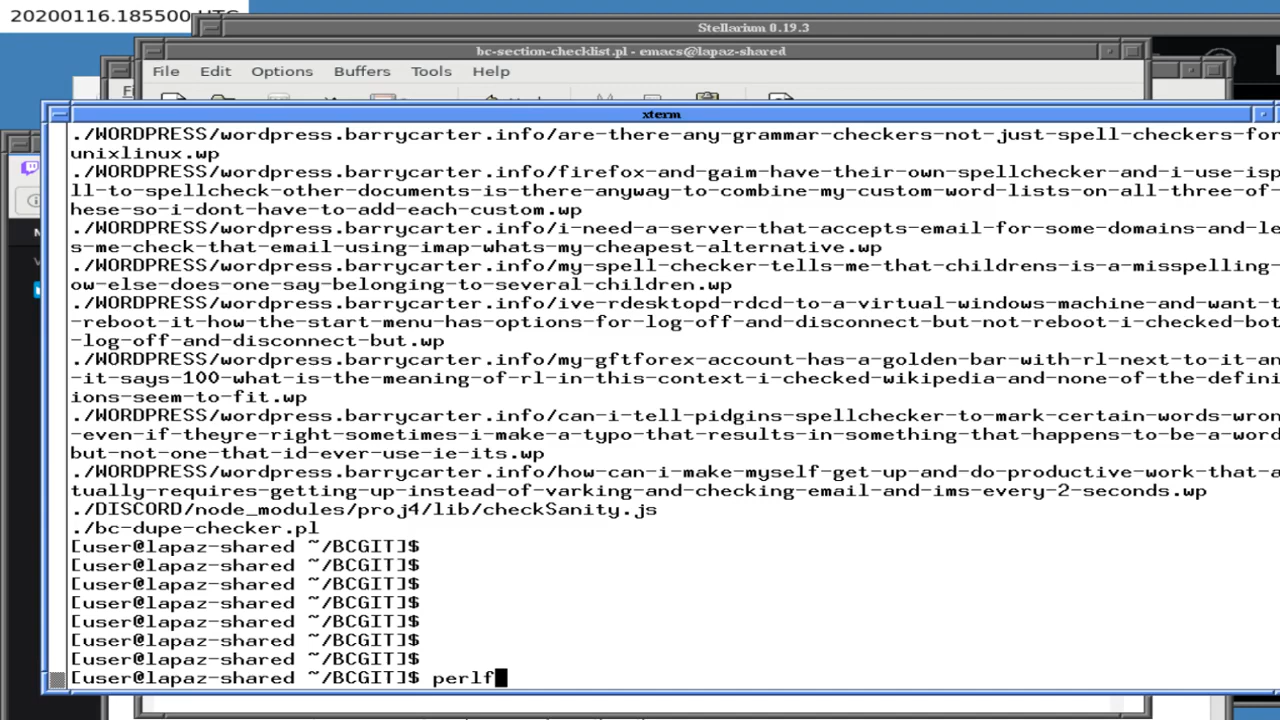 20200116.185500 UTC
Stellarium 0.19.3
bc-section-checklist.pl - emacs@lapaz-shared
File Edit Options Buffers Tools Help
xterm
./WORDPRESS/wordpress.barrycarter.info/are-there-any-grammar-checkers-not-just-spell-checkers-for
unixlinux.wp
./WORDPRESS/wordpress.barrycarter.info/firefox-and-gaim-have-their-own-spellchecker-and-i-use-isp
ll-to-spellcheck-other-documents-is-there-anyway-to-combine-my-custom-word-lists-on-all-three-of-
hese-so-i-dont-have-to-add-each-custom.wp
./WORDPRESS/wordpress.barrycarter.info/i-need-a-server-that-accepts-email-for-some-domains-and-le
s-me-check-that-email-using-imap-whats-my-cheapest-alternative.wp
./WORDPRESS/wordpress.barrycarter.info/my-spell-checker-tells-me-that-childrens-is-a-misspelling-
ow-else-does-one-say-belonging-to-several-children.wp
./WORDPRESS/wordpress.barrycarter.info/ive-rdesktopd-rdcd-to-a-virtual-windows-machine-and-want-t
-reboot-it-how-the-start-menu-has-options-for-log-off-and-disconnect-but-not-reboot-i-checked-bot
-log-off-and-disconnect-but.wp
./WORDPRESS/wordpress.barrycarter.info/my-gftforex-account-has-a-golden-bar-with-rl-next-to-it-an
-it-says-100-what-is-the-meaning-of-rl-in-this-context-i-checked-wikipedia-and-none-of-the-defini
ions-seem-to-fit.wp
./WORDPRESS/wordpress.barrycarter.info/can-i-tell-pidgins-spellchecker-to-mark-certain-words-wron
-even-if-theyre-right-sometimes-i-make-a-typo-that-results-in-something-that-happens-to-be-a-word
but-not-one-that-id-ever-use-ie-its.wp
./WORDPRESS/wordpress.barrycarter.info/how-can-i-make-myself-get-up-and-do-productive-work-that-a
tually-requires-getting-up-instead-of-varking-and-checking-email-and-ims-every-2-seconds.wp
./DISCORD/node_modules/proj4/lib/checkSanity.js
./bc-dupe-checker.pl
[user@lapaz-shared ~/BCGIT]$
[user@lapaz-shared ~/BCGIT]$
[user@lapaz-shared ~/BCGIT]$
[user@lapaz-shared ~/BCGIT]$
[user@lapaz-shared ~/BCGIT]$
[user@lapaz-shared ~/BCGIT]$
[user@lapaz-shared ~/BCGIT]$
[user@lapaz-shared ~/BCGIT]$ perlf